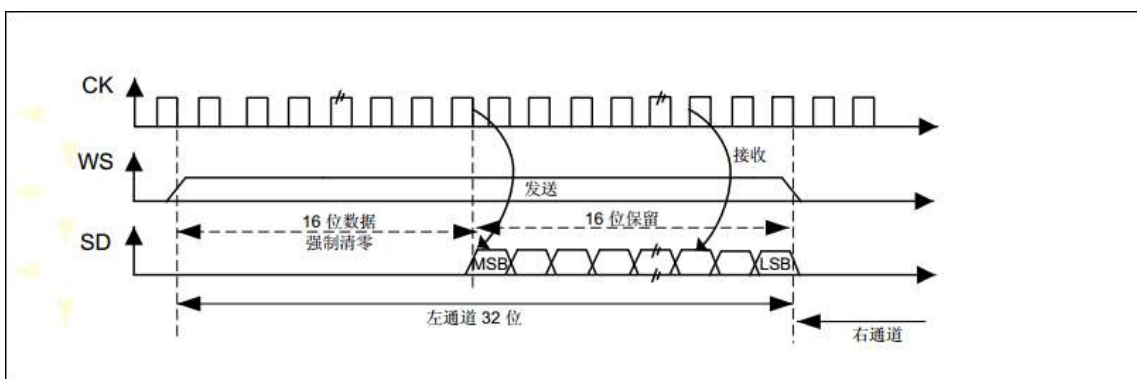 CK
接收
WS
发送
16 位数据
16 位保留
强制清零
SD
MSB
LSB
左通道 32 位
右通道